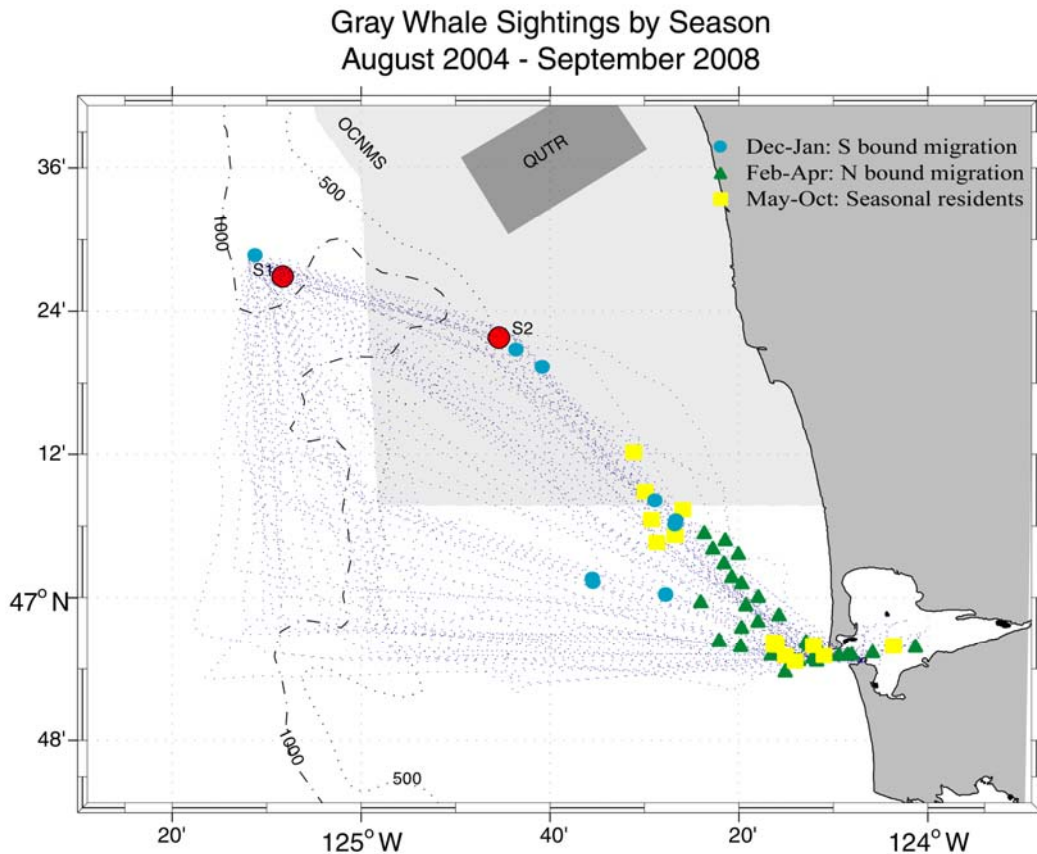 Gray Whale Sightings by Season
August 2004 - September 2008
OCNMS
QUTR
Dec-Jan: S bound migration
Feb-Apr: N bound migration
May-Oct: Seasonal residents
36'
500
1000
S1
24'
S2
12'
47° N
48'
1000
500
20'
125° W
40'
20'
124° W